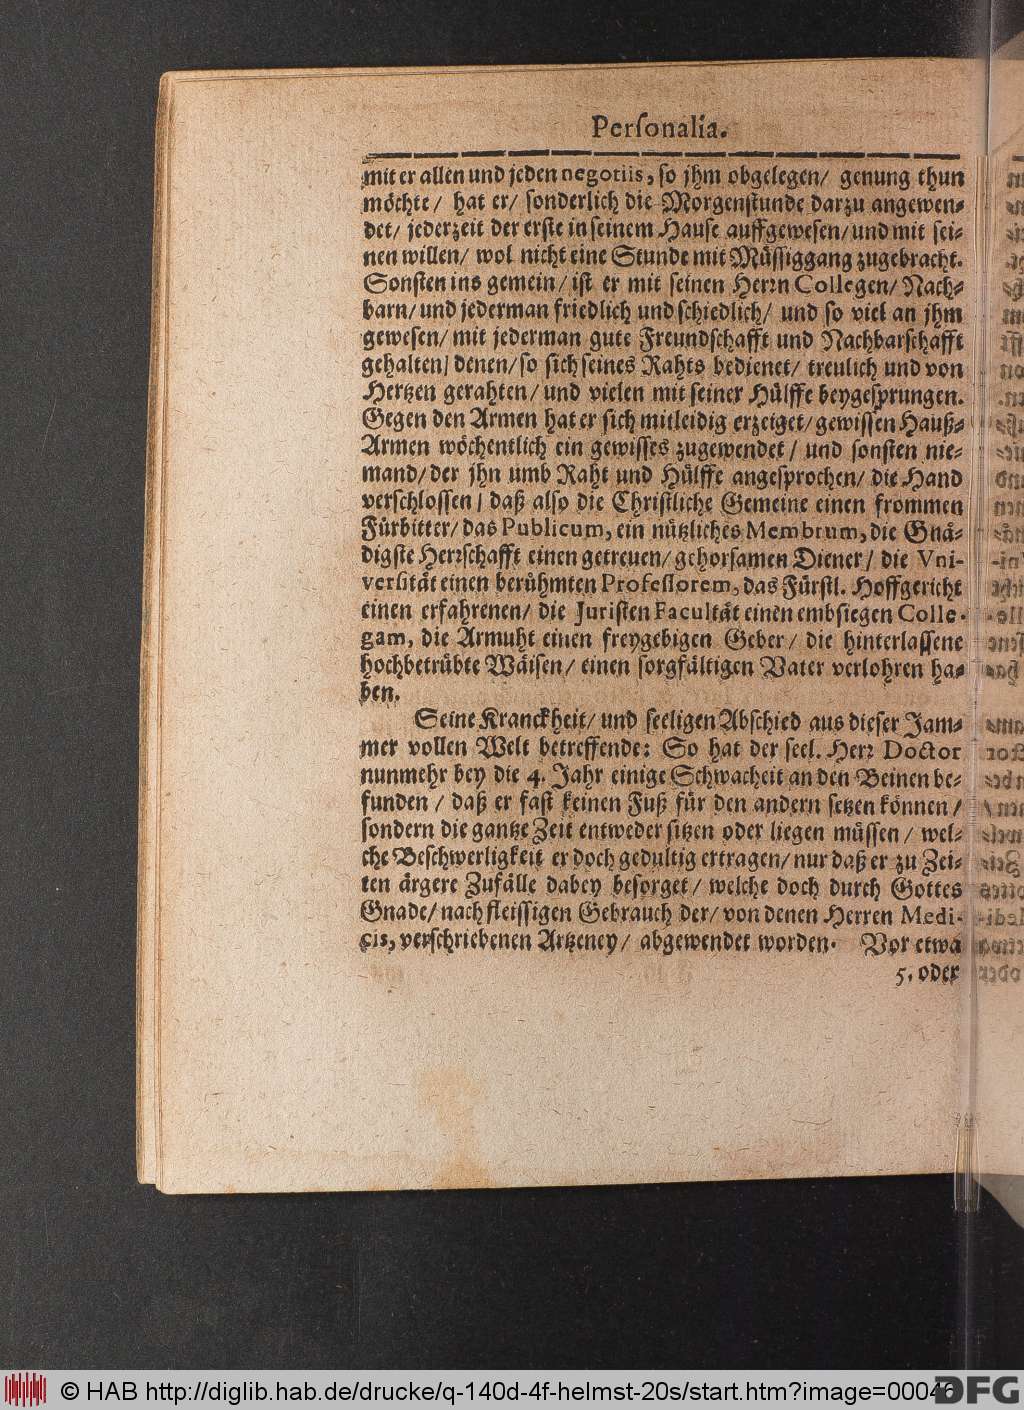 Perſonalia.
mit er allen und jeden negotiis, ſo jhm obgelegen/ genung thun
möchte/ hat er/ ſonderlich die Morgenſtunde darzu angewen⸗
det/ jederzeit der erſte in ſeinem Hauſe auffgeweſen/ und mit ſei⸗
nen willen/ wol nicht eine Stunde mit Müſſiggang zugebracht.
Sonſten ins gemein/ iſt er mit ſeinen Herrn Collegen/ Nach⸗
barn/ und jederman friedlich und ſchiedlich/ und ſo viel an jhm
geweſen/ mit jederman gute Freundſchafft und Nachbarſchafft
gehalten/ denen/ ſo ſich ſeines Rahts bedienet/ treulich und von
Hertzen gerahten/ und vielen mit ſeiner Hülffe beygeſprungen.
Gegen den Armen hat er ſich mitleidig erzeiget/ gewiſſen Hauß⸗
Armen wöchentlich ein gewiſſes zugewendet/ und ſonſten nie⸗
mand/ der jhn umb Raht und Hülffe angeſprochen/ die Hand
verſchloſſen/ daß alſo die Chriſtliche Gemeine einen frommen
Fürbitter/ das Publicum, ein nützliches Membrum, die Gnä⸗
digſte Herrſchafft einen getreuen/ gehorſamen Diener/ die Vni-
verſität einen berühmten Profeſſorem, das Fürſtl. Hoffgericht
einen erfahrenen/ die Juriſten Facultät einen embſiegen Colle-
gam, die Armuht einen freygebigen Geber/ die hinterlaſſene
hochbetrübte Wäiſen/ einen ſorgfältigen Vater verlohren ha⸗
ben.
Seine Kranckheit/ und ſeeligen Abſchied aus dieſer Jam⸗
mer vollen Welt betreffende: So hat der ſeel. Herr Doctor
nunmehr bey die 4. Jahr einige Schwacheit an den Beinen be⸗
funden/ daß er faſt keinen Fuß für den andern ſetzen können/
ſondern die gantze Zeit entweder ſitzen oder liegen müſſen/ wel⸗
che Beſchwerligkeit er doch gedultig ertragen/ nur daß er zu Zei⸗
ten ärgere Zufälle dabey beſorget/ welche doch durch Gottes
Gnade/ nach fleiſſigen Gebrauch der/ von denen Herren Medi-
cis, verſchriebenen Artzeney/ abgewendet worden. Vor etwa
5. oder
© HAB http://diglib.hab.de/drucke/q-140d-4f-helmst-20s/start.htm?image=00046
DFG